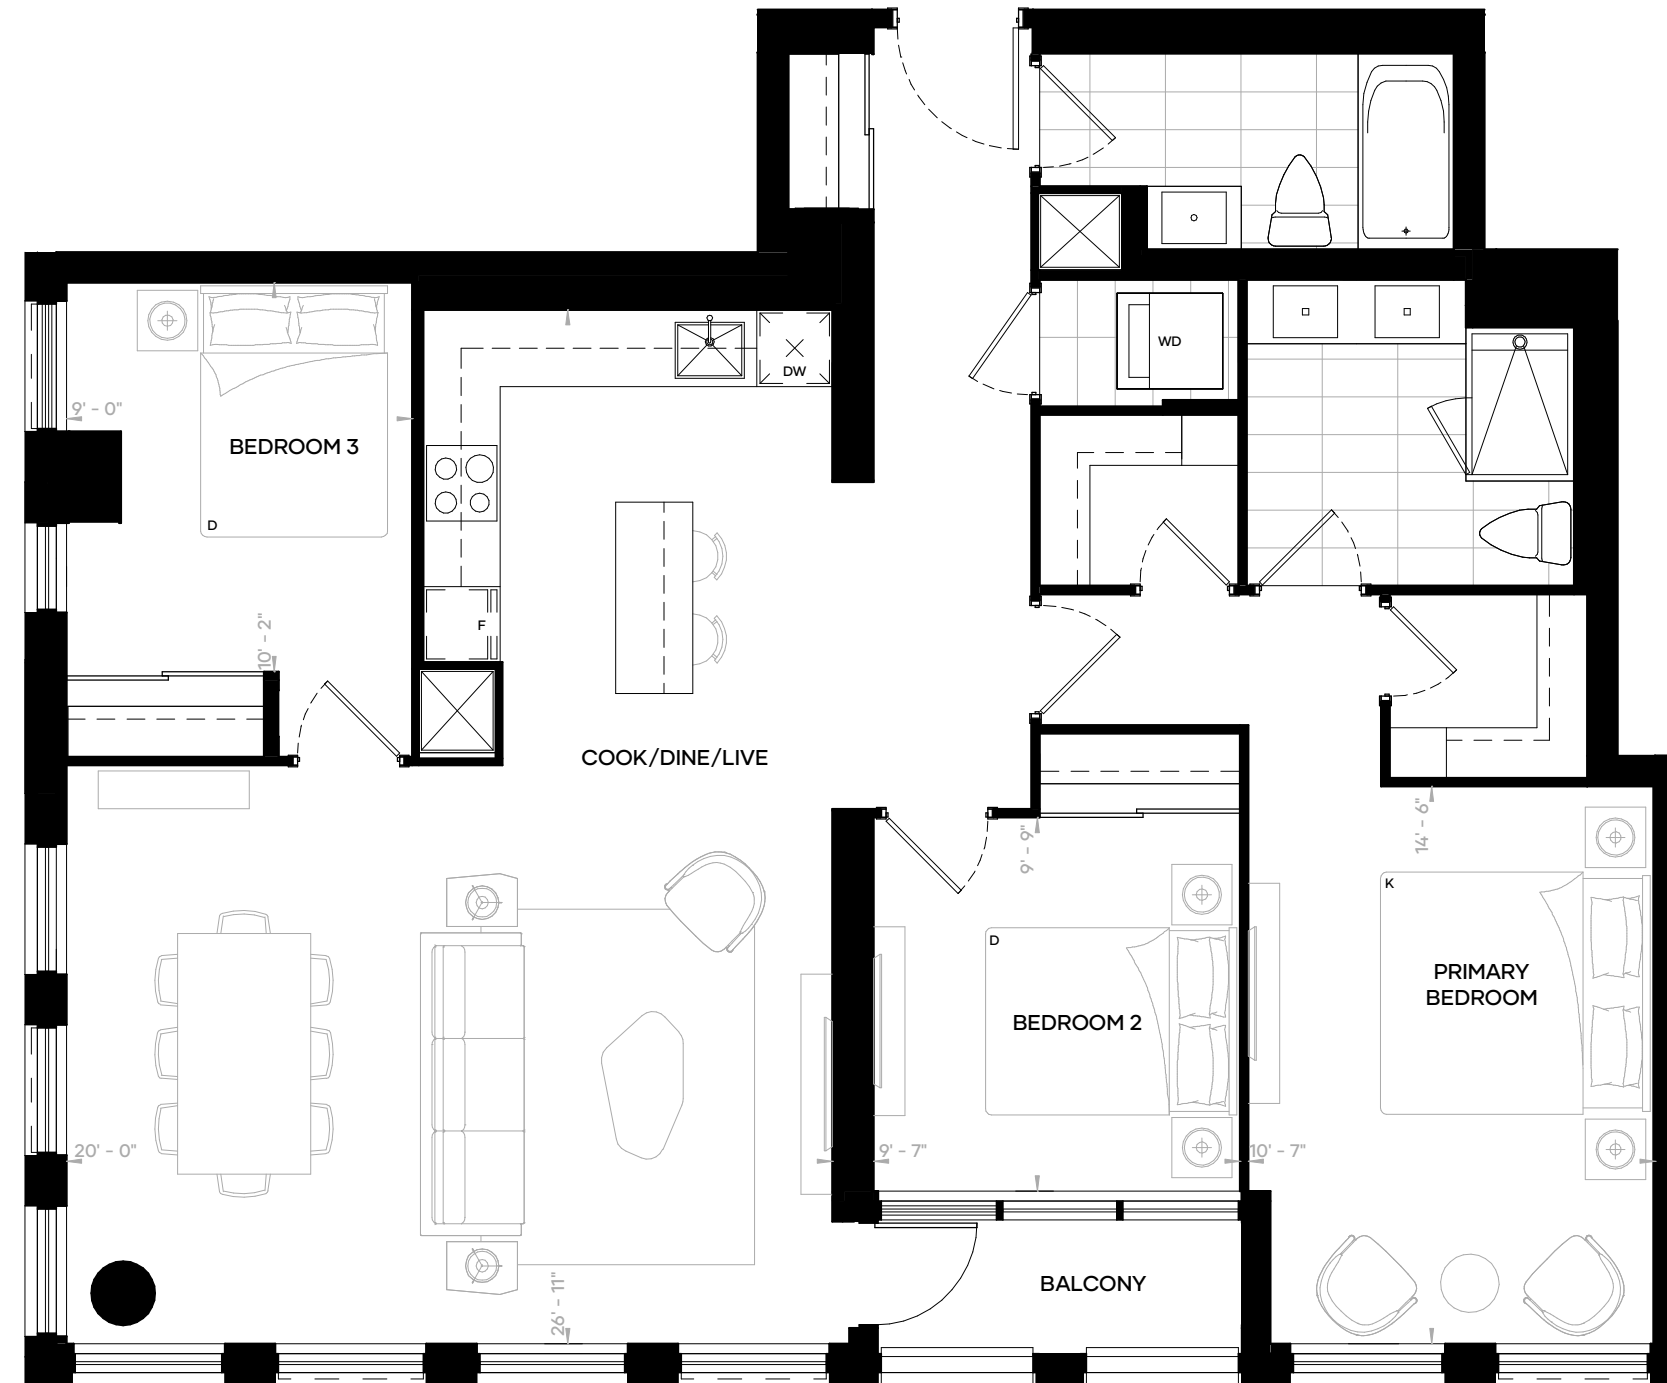 WD
DW
9' - 0"
BEDROOM 3
D
F
10' - 2"
COOK/DINE/LIVE
14' - 6"
9' - 9"
K
D
PRIMARY
BEDROOM
BEDROOM 2
20' - 0"
9' - 7"
10' - 7"
BALCONY
26' - 11"